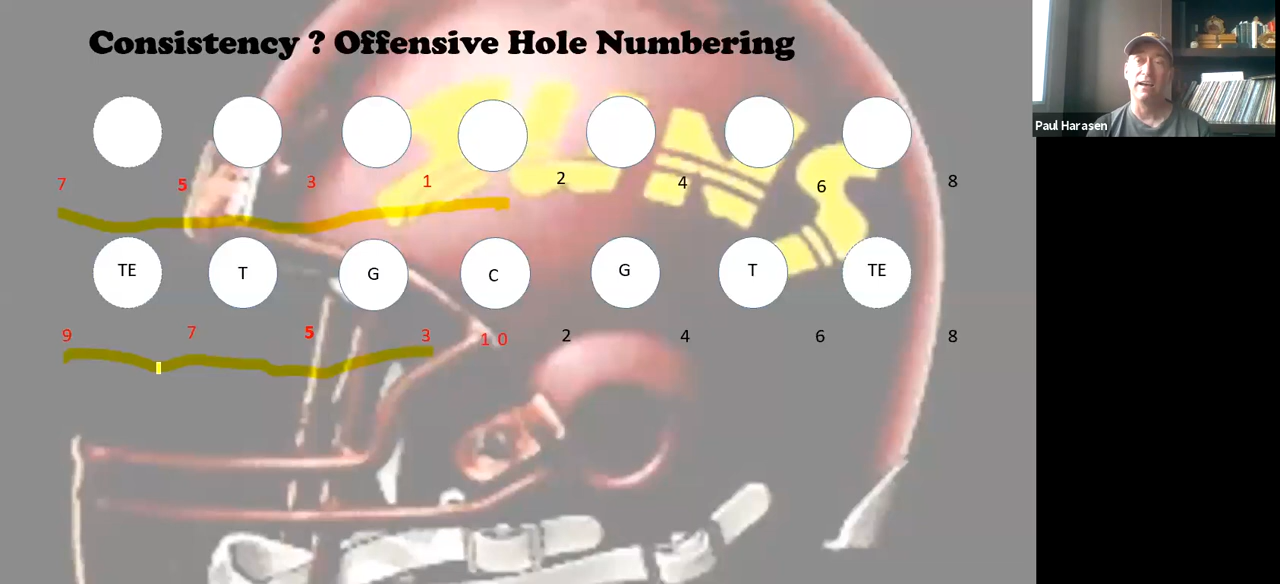 Consistency ? Offensive Hole Numbering
SUNS
Paul Harasen
7 5 3 1 2 4 6 8
TE T G C G T TE
9 7 5 3 1 0 2 4 6 8